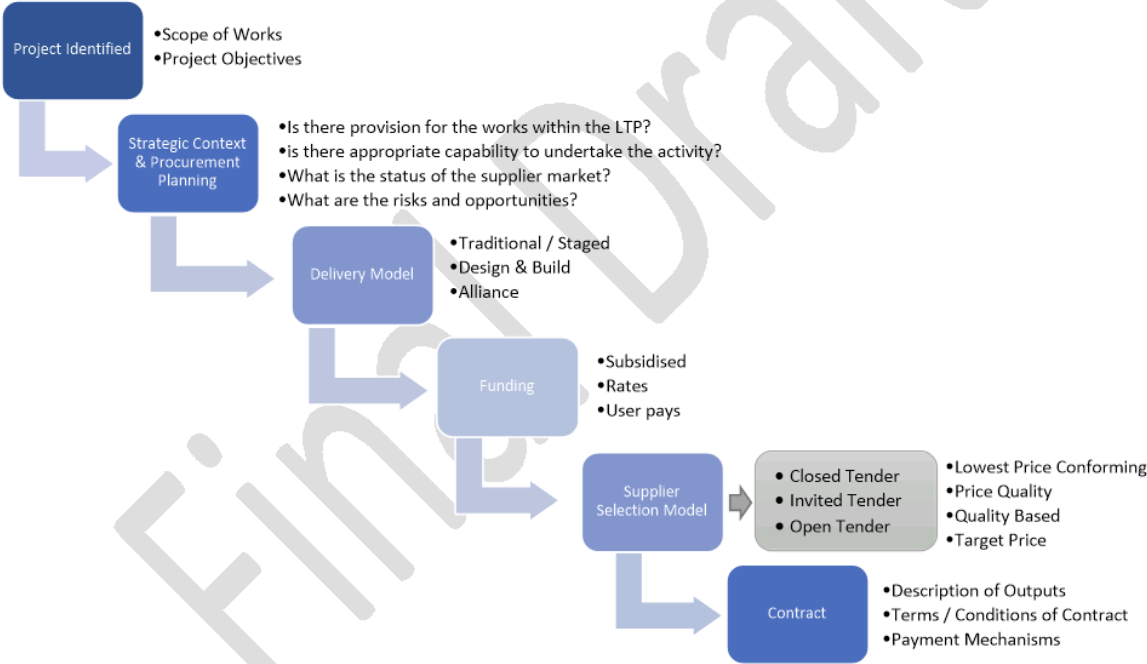 Project Identified
•Scope of Works
•Project Objectives
Strategic Context
& Procurement
Planning
•Is there provision for the works within the LTP?
•is there appropriate capability to undertake the activity?
•What is the status of the supplier market?
•What are the risks and opportunities?
Delivery Model
•Traditional / Staged
•Design & Build
•Alliance
Funding
•Subsidised
•Rates
•User pays
Supplier
Selection Model
• Closed Tender
• Invited Tender
• Open Tender
•Lowest Price Conforming
•Price Quality
•Quality Based
•Target Price
Contract
•Description of Outputs
•Terms / Conditions of Contract
•Payment Mechanisms
Final Draf